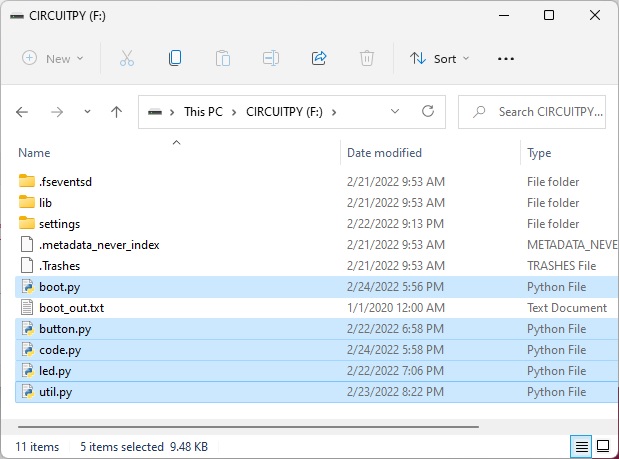 CIRCUITPY (F:)
New Sort
This PC CIRCUITPY (F:) Search CIRCUITPY...
Name Date modified Type
.fseventsd 2/21/2022 9:53 AM File folder
lib 2/21/2022 9:53 AM File folder
settings 2/22/2022 9:13 PM File folder
.metadata_never_index 2/21/2022 9:53 AM METADATA_NEVE
.Trashes 2/21/2022 9:53 AM TRASHES File
boot.py 2/24/2022 5:56 PM Python File
boot_out.txt 1/1/2020 12:00 AM Text Document
button.py 2/22/2022 6:58 PM Python File
code.py 2/24/2022 5:58 PM Python File
led.py 2/22/2022 7:06 PM Python File
util.py 2/23/2022 8:22 PM Python File
11 items 5 items selected 9.48 KB